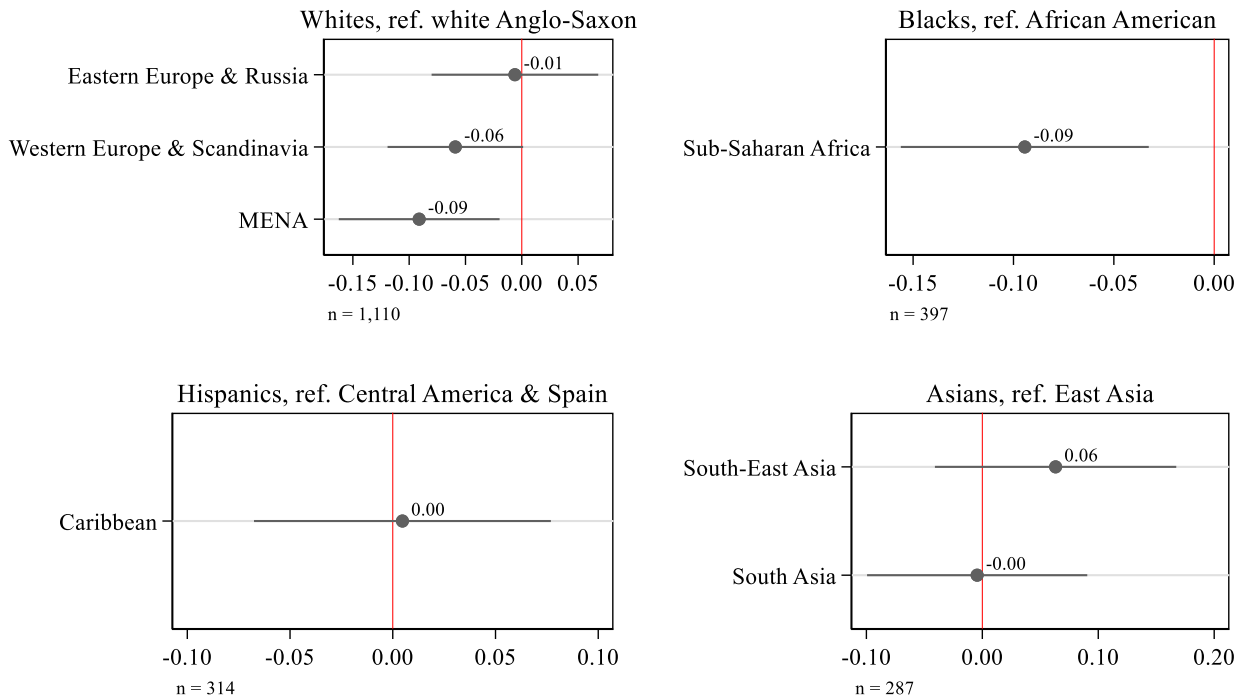 Whites, ref. white Anglo-Saxon
Eastern Europe & Russia
-0.01
Western Europe & Scandinavia
-0.06
MENA
-0.09
-0.15 -0.10 -0.05 0.00 0.05
n = 1,110
Blacks, ref. African American
Sub-Saharan Africa
-0.09
-0.15 -0.10 -0.05 0.00
n = 397
Hispanics, ref. Central America & Spain
Caribbean
0.00
-0.10 -0.05 0.00 0.05 0.10
n = 314
Asians, ref. East Asia
South-East Asia
0.06
South Asia
-0.00
-0.10 0.00 0.10 0.20
n = 287